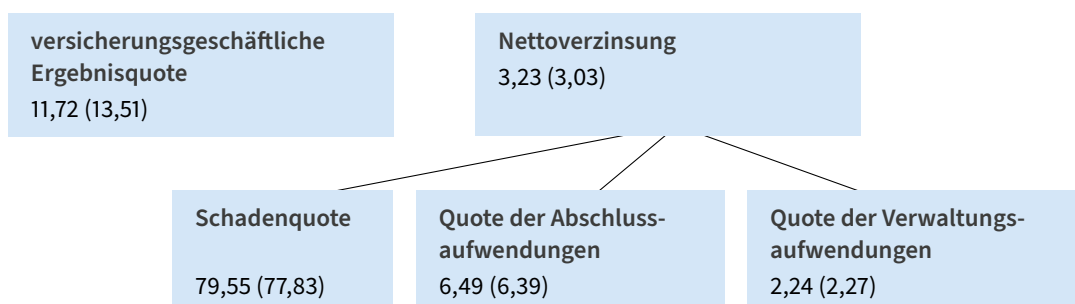 versicherungsgeschäftliche
Ergebnisquote
11,72 (13,51)
Nettoverzinsung
3,23 (3,03)
Schadenquote
79,55 (77,83)
Quote der Abschluss-
aufwendungen
6,49 (6,39)
Quote der Verwaltungs-
aufwendungen
2,24 (2,27)